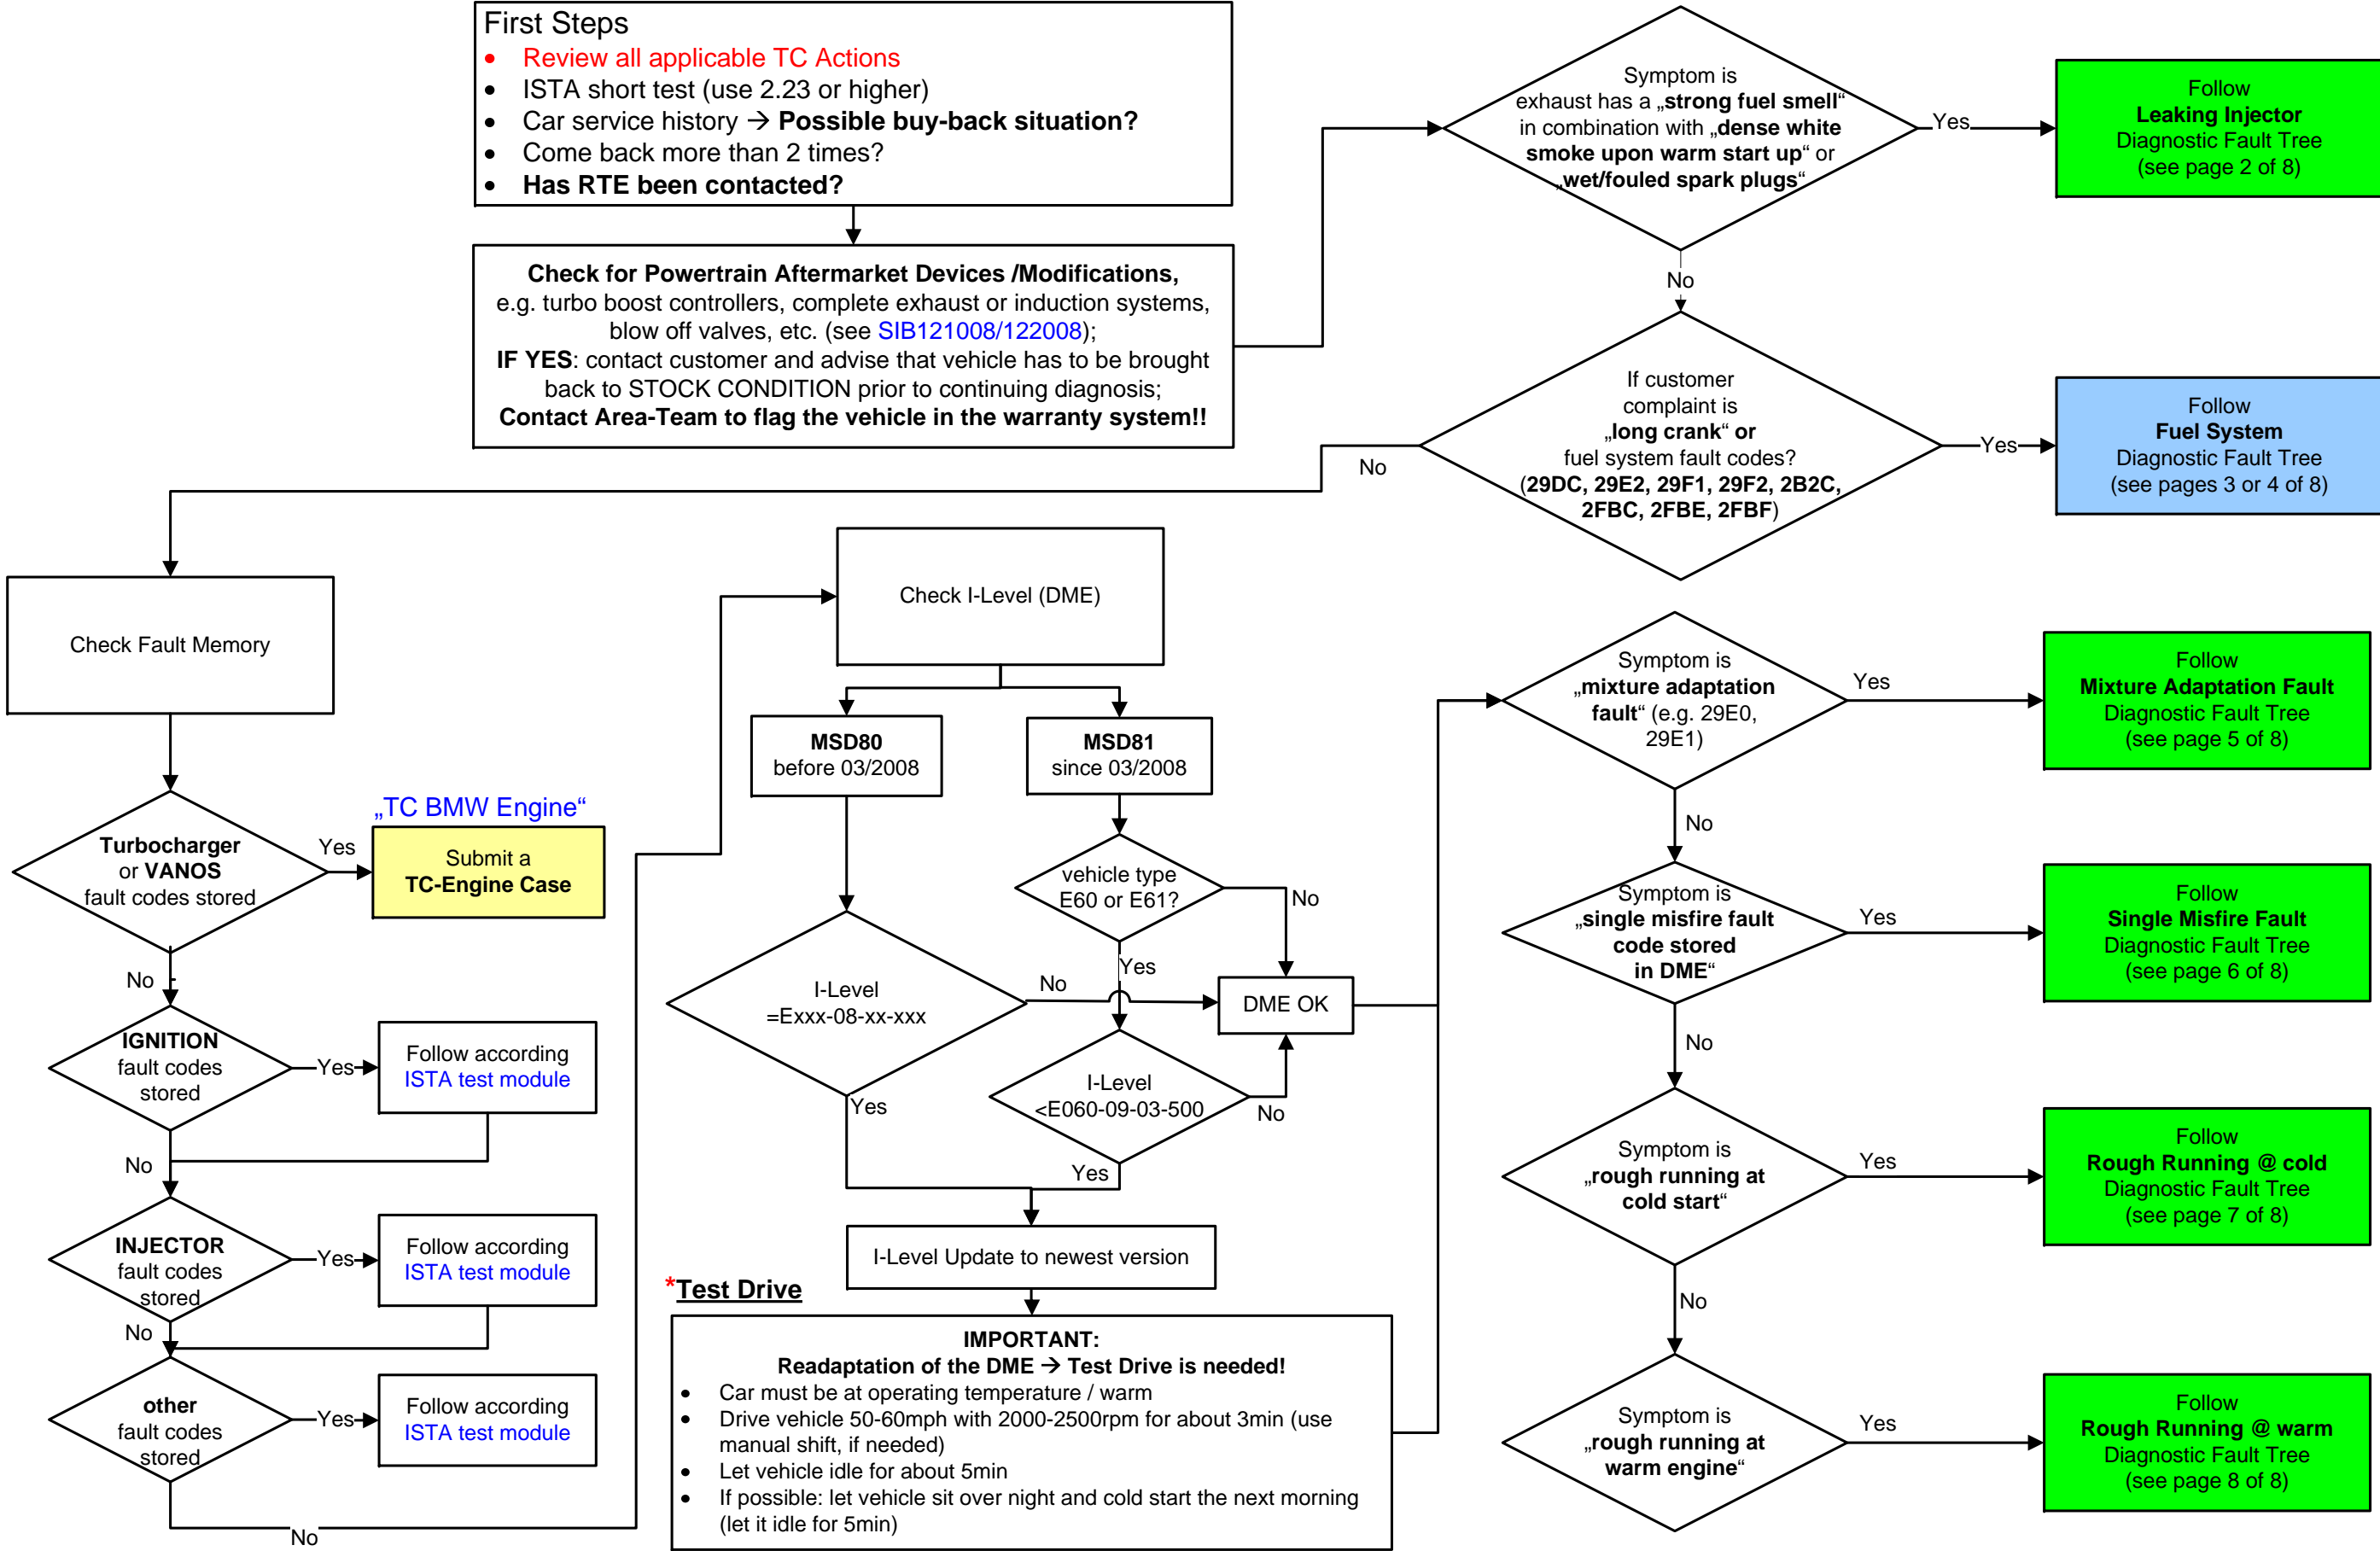 First Steps
• Review all applicable TC Actions
• ISTA short test (use 2.23 or higher)
• Car service history → Possible buy-back situation?
• Come back more than 2 times?
• Has RTE been contacted?
Check for Powertrain Aftermarket Devices /Modifications,
e.g. turbo boost controllers, complete exhaust or induction systems,
blow off valves, etc. (see SIB121008/122008);
IF YES: contact customer and advise that vehicle has to be brought
back to STOCK CONDITION prior to continuing diagnosis;
Contact Area-Team to flag the vehicle in the warranty system!!
Symptom is
exhaust has a „strong fuel smell“
in combination with „dense white
smoke upon warm start up“ or
„wet/fouled spark plugs“
Yes
Follow
Leaking Injector
Diagnostic Fault Tree
(see page 2 of 8)
No
If customer
complaint is
„long crank“ or
fuel system fault codes?
(29DC, 29E2, 29F1, 29F2, 2B2C,
2FBC, 2FBE, 2FBF)
Yes
Follow
Fuel System
Diagnostic Fault Tree
(see pages 3 or 4 of 8)
No
Check Fault Memory
Turbocharger
or VANOS
fault codes stored
Yes
„TC BMW Engine“
Submit a
TC-Engine Case
No
IGNITION
fault codes
stored
Yes
Follow according
ISTA test module
No
INJECTOR
fault codes
stored
Yes
Follow according
ISTA test module
No
other
fault codes
stored
Yes
Follow according
ISTA test module
No
Check I-Level (DME)
MSD80
before 03/2008
MSD81
since 03/2008
vehicle type
E60 or E61?
No
Yes
I-Level
=Exxx-08-xx-xxx
No
DME OK
Yes
I-Level
<E060-09-03-500
No
Yes
I-Level Update to newest version
*Test Drive
IMPORTANT:
Readaptation of the DME → Test Drive is needed!
• Car must be at operating temperature / warm
• Drive vehicle 50-60mph with 2000-2500rpm for about 3min (use
manual shift, if needed)
• Let vehicle idle for about 5min
• If possible: let vehicle sit over night and cold start the next morning
(let it idle for 5min)
Symptom is
„mixture adaptation
fault“ (e.g. 29E0,
29E1)
Yes
Follow
Mixture Adaptation Fault
Diagnostic Fault Tree
(see page 5 of 8)
No
Symptom is
„single misfire fault
code stored
in DME“
Yes
Follow
Single Misfire Fault
Diagnostic Fault Tree
(see page 6 of 8)
No
Symptom is
„rough running at
cold start“
Yes
Follow
Rough Running @ cold
Diagnostic Fault Tree
(see page 7 of 8)
No
Symptom is
„rough running at
warm engine“
Yes
Follow
Rough Running @ warm
Diagnostic Fault Tree
(see page 8 of 8)